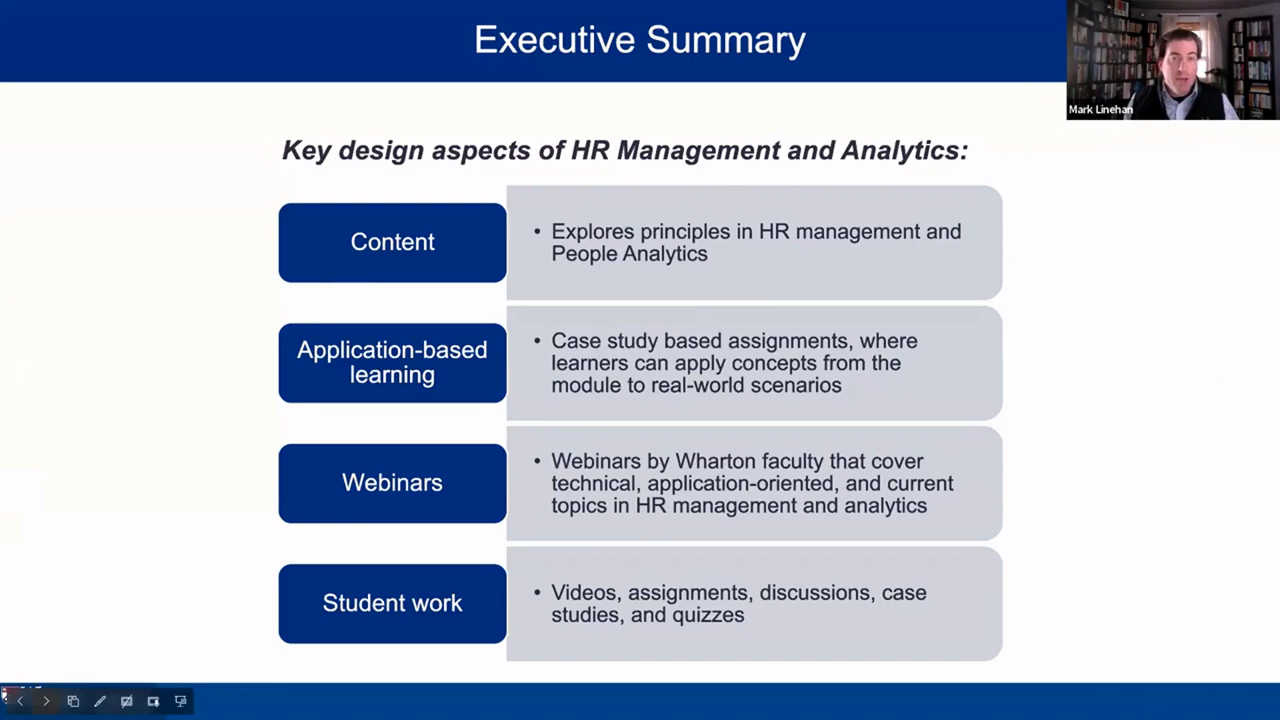 Executive Summary
Mark Linehan
Key design aspects of HR Management and Analytics:
Content
• Explores principles in HR management and
People Analytics
Application-based
learning
• Case study based assignments, where
learners can apply concepts from the
module to real-world scenarios
Webinars
• Webinars by Wharton faculty that cover
technical, application-oriented, and current
topics in HR management and analytics
Student work
• Videos, assignments, discussions, case
studies, and quizzes